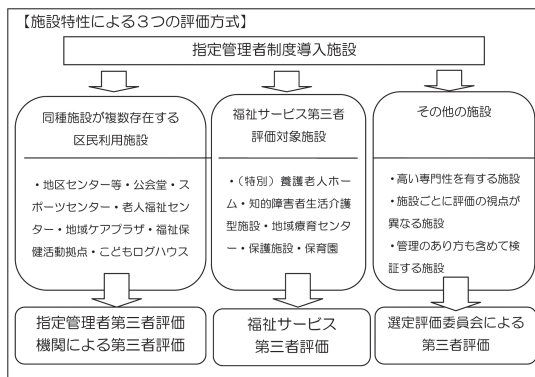 【施設特性による３つの評価方式】
指定管理者制度導入施設
同種施設が複数存在する
区民利用施設
・地区センター等・公会堂・ス
ポーツセンター・老人福祉セン
ター・地域ケアプラザ・福祉保
健活動拠点・こどもログハウス
指定管理者第三者評価
機関による第三者評価
福祉サービス第三者
評価対象施設
・（特別）養護老人ホー
ム・知的障害者生活介護
型施設・地域療育センタ
ー・保護施設・保育園
福祉サービス
第三者評価
その他の施設
・高い専門性を有する施設
・施設ごとに評価の視点が
異なる施設
・管理のあり方も含めて検
証する施設
選定評価委員会による
第三者評価